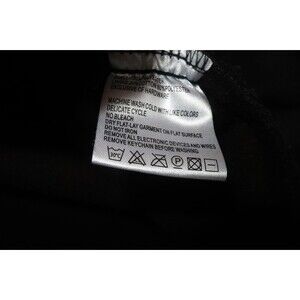 EXCLUSIVE OF HARDWARE
MACHINE WASH COLD WITH LIKE COLORS
DELICATE CYCLE
NO BLEACH
DRY FLAT-LAY GARMENT ON FLAT SURFACE
DO NOT IRON
REMOVE ALL ELECTRONIC DEVICES AND WIRES
REMOVE KEYCHAIN BEFORE WASHING
30°C P